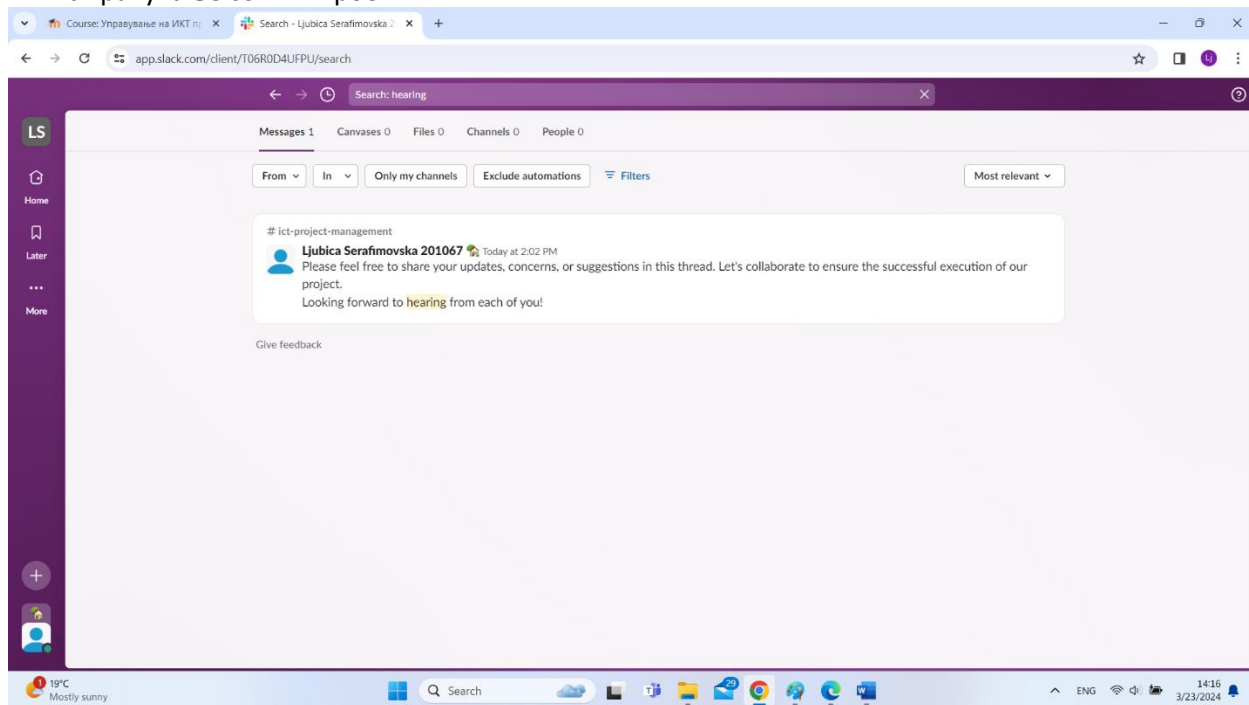 Course: Управување на ИКТ п
Search - Ljubica Serafimovska 2
app.slack.com/client/T06R0D4UFPU/search
Lj
Search: hearing
LS
Messages 1 Canvases 0 Files 0 Channels 0 People 0
From In Only my channels Exclude automations Filters Most relevant
Home
Later
More
# ict-project-management
Ljubica Serafimovska 201067 Today at 2:02 PM
Please feel free to share your updates, concerns, or suggestions in this thread. Let's collaborate to ensure the successful execution of our
project.
Looking forward to hearing from each of you!
Give feedback
1
19°C
Mostly sunny
Search
29
ENG
14:16
3/23/2024